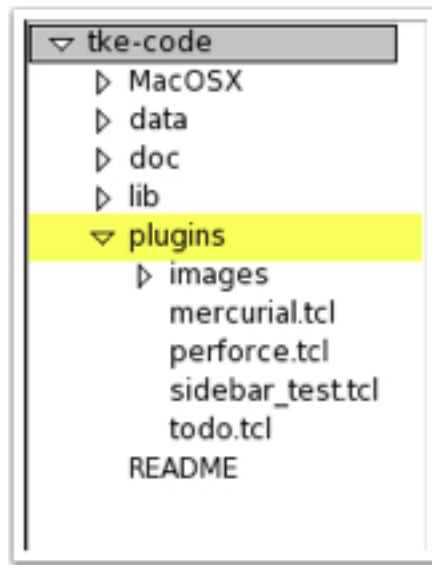 tke-code
MacOSX
data
doc
lib
plugins
images
mercurial.tcl
perforce.tcl
sidebar_test.tcl
todo.tcl
README